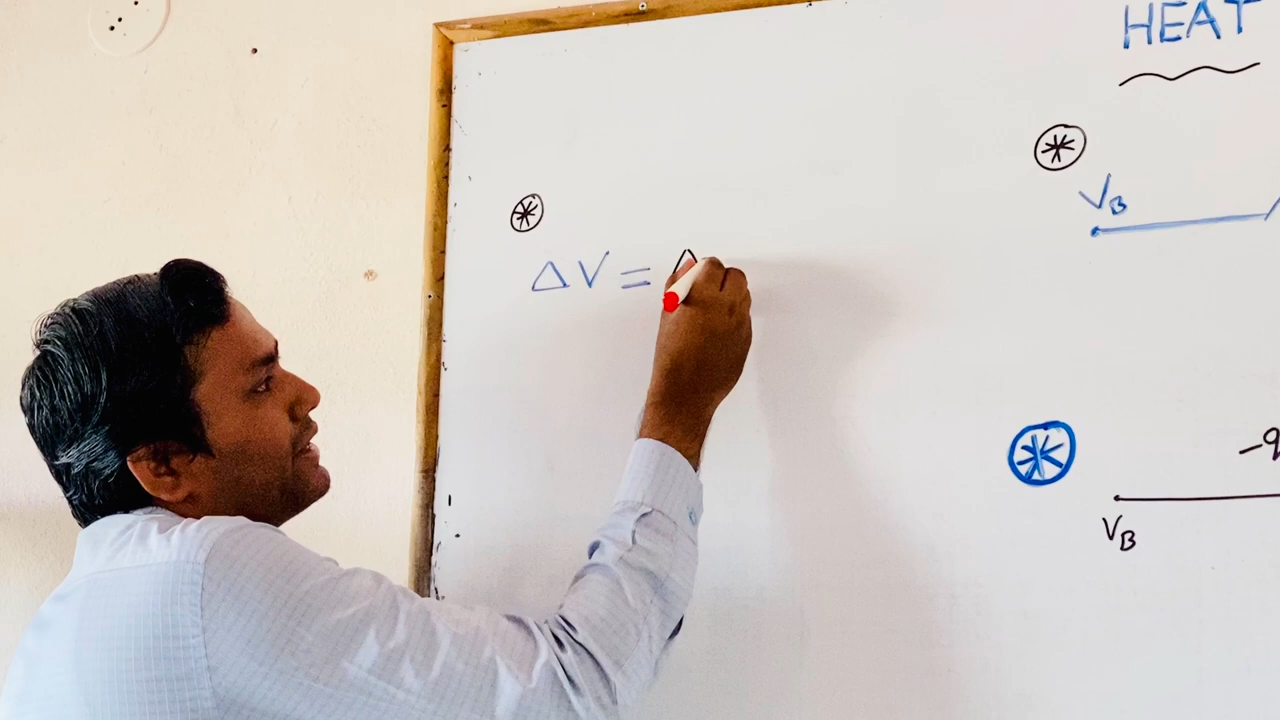 ΔV =
HEAT
V_B
-q
V_B